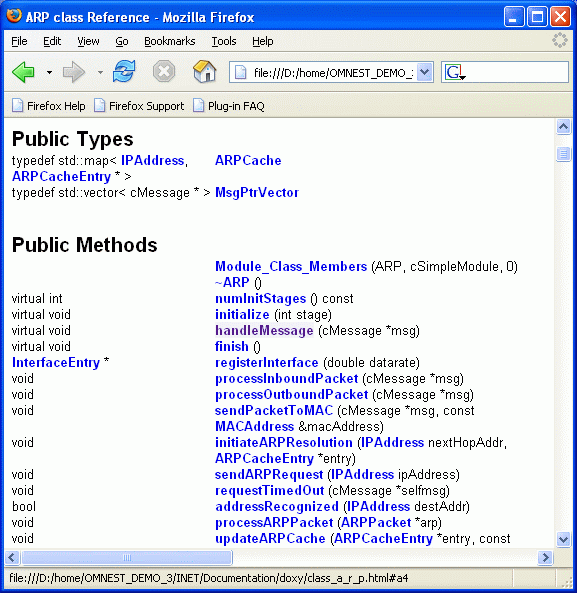 ARP class Reference - Mozilla Firefox
File Edit View Go Bookmarks Tools Help
file:///D:/home/OMNEST_DEMO_: G
Firefox Help Firefox Support Plug-in FAQ
Public Types
typedef std::map< IPAddress, ARPCache
ARPCacheEntry * >
typedef std::vector< cMessage * > MsgPtrVector
Public Methods
Module_Class_Members (ARP, cSimpleModule, 0)
~ARP ()
virtual int numInitStages () const
virtual void initialize (int stage)
virtual void handleMessage (cMessage *msg)
virtual void finish ()
InterfaceEntry * registerInterface (double datarate)
void processInboundPacket (cMessage *msg)
void processOutboundPacket (cMessage *msg)
void sendPacketToMAC (cMessage *msg, const
MACAddress &macAddress)
void initiateARPResolution (IPAddress nextHopAddr,
ARPCacheEntry *entry)
void sendARPRequest (IPAddress ipAddress)
void requestTimedOut (cMessage *selfmsg)
bool addressRecognized (IPAddress destAddr)
void processARPPacket (ARPPacket *arp)
void updateARPCache (ARPCacheEntry *entry, const
file:///D:/home/OMNEST_DEMO_3/INET/Documentation/doxy/class_a_r_p.html#a4